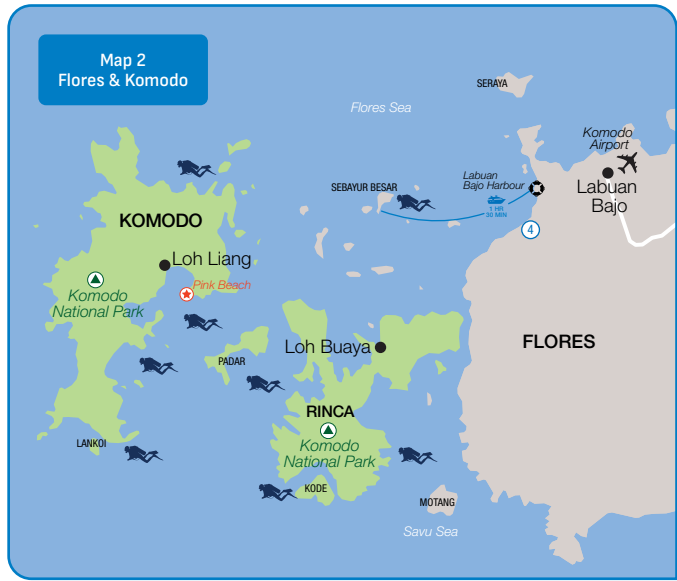 Map 2
Flores & Komodo
SERAYA
Flores Sea
Komodo
Airport
Labuan
Bajo Harbour
SEBAYUR BESAR
1 HR
30 MIN
Labuan
Bajo
4
KOMODO
Loh Liang
Pink Beach
Komodo
National Park
Loh Buaya
FLORES
PADAR
RINCA
LANKOI
Komodo
National Park
KODE
MOTANG
Savu Sea